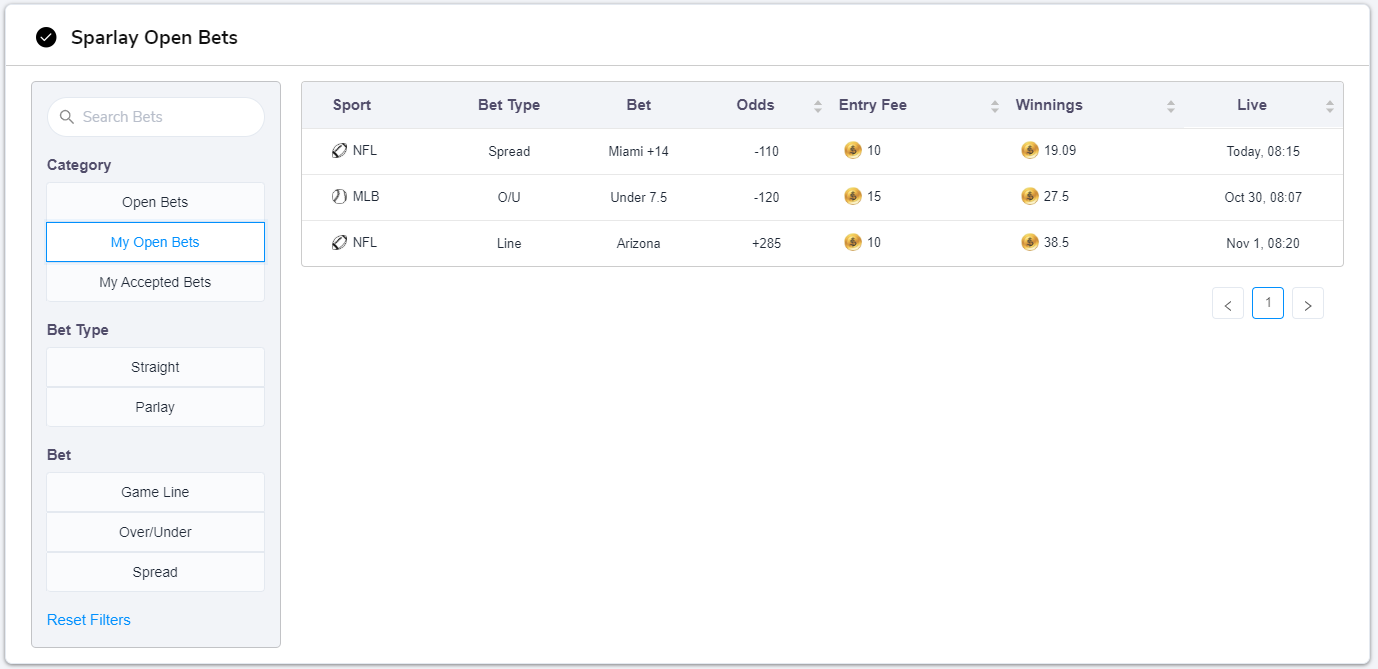 Sparlay Open Bets
Search Bets
Category
Open Bets
My Open Bets
My Accepted Bets
Bet Type
Straight
Parlay
Bet
Game Line
Over/Under
Spread
Reset Filters
Sport Bet Type Bet Odds Entry Fee Winnings Live
NFL Spread Miami +14 -110 10 19.09 Today, 08:15
MLB O/U Under 7.5 -120 15 27.5 Oct 30, 08:07
NFL Line Arizona +285 10 38.5 Nov 1, 08:20
< 1 >